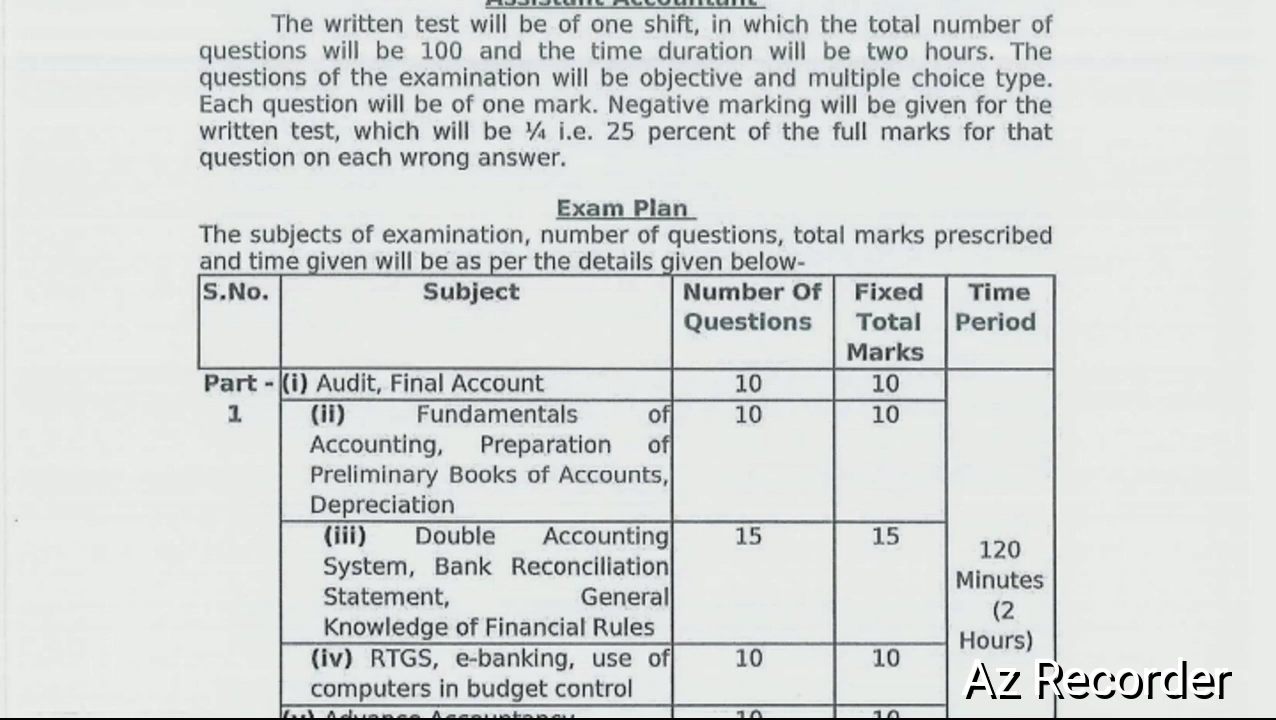 Assistant Accountant
The written test will be of one shift, in which the total number of
questions will be 100 and the time duration will be two hours. The
questions of the examination will be objective and multiple choice type.
Each question will be of one mark. Negative marking will be given for the
written test, which will be ¼ i.e. 25 percent of the full marks for that
question on each wrong answer.
Exam Plan
The subjects of examination, number of questions, total marks prescribed
and time given will be as per the details given below-
S.No. Subject Number Of Fixed Time
Questions Total Period
Marks
Part - (i) Audit, Final Account 10 10
1 (ii) Fundamentals of 10 10
Accounting, Preparation of
Preliminary Books of Accounts,
Depreciation
(iii) Double Accounting 15 15
System, Bank Reconciliation
Statement, General
Knowledge of Financial Rules
120
Minutes
(2
Hours)
(iv) RTGS, e-banking, use of 10 10
computers in budget control
(v) Advance Accountancy 10 10
Az Recorder